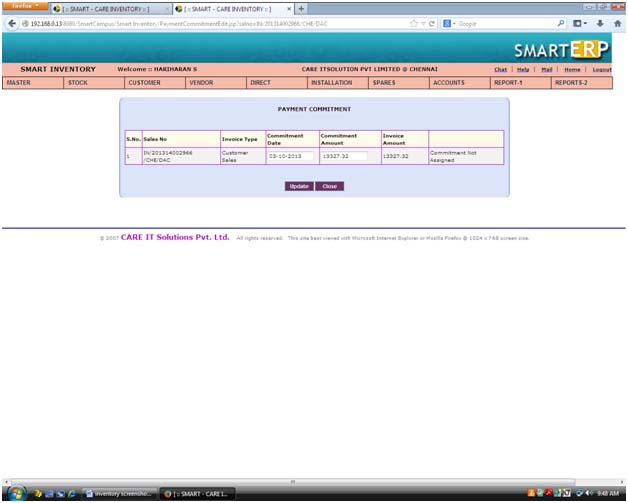 Firefox
[ :: SMART - CARE INVENTORY :: ]
[ :: SMART - CARE INVENTORY :: ]
192.168.0.13:8080/SmartCampus/Smart Inventory/PaymentCommitmentEdit.jsp?salno=IN/201314002966/CHE/DAC
Google
SMARTERP
SMART INVENTORY
Welcome :: HARIHARAN S
CARE ITSOLUTION PVT LIMITED @ CHENNAI
Chat | Help | Mail | Home | Logout
MASTER STOCK CUSTOMER VENDOR DIRECT INSTALLATION SPARES ACCOUNTS REPORT-1 REPORTS-2
PAYMENT COMMITMENT
S.No. Sales No Invoice Type Commitment Date Commitment Amount Invoice Amount
1 IN/201314002966 /CHE/DAC Customer Sales 03-10-2013 13327.32 13327.32 Commitment Not Assigned
Update Close
© 2007 CARE IT Solutions Pvt. Ltd. All rights reserved. This site best viewed with Microsoft Internet Explorer or Mozilla Firefox @ 1024 x 768 screen size.
inventory screensho...
[ :: SMART - CARE I...
9:48 AM